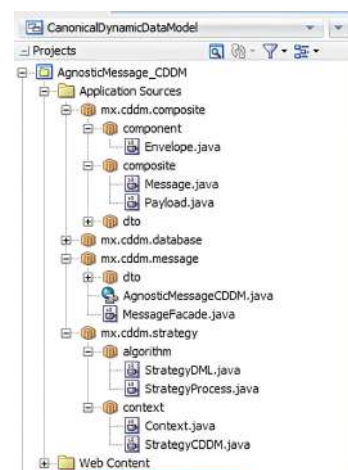 CanonicalDynamicDataModel
Projects
AgnosticMessage_CDDM
Application Sources
mx.cddm.composite
component
Envelope.java
composite
Message.java
Payload.java
dto
mx.cddm.database
mx.cddm.message
dto
AgnosticMessageCDDM.java
MessageFacade.java
mx.cddm.strategy
algorithm
StrategyDML.java
StrategyProcess.java
context
Context.java
StrategyCDDM.java
Web Content